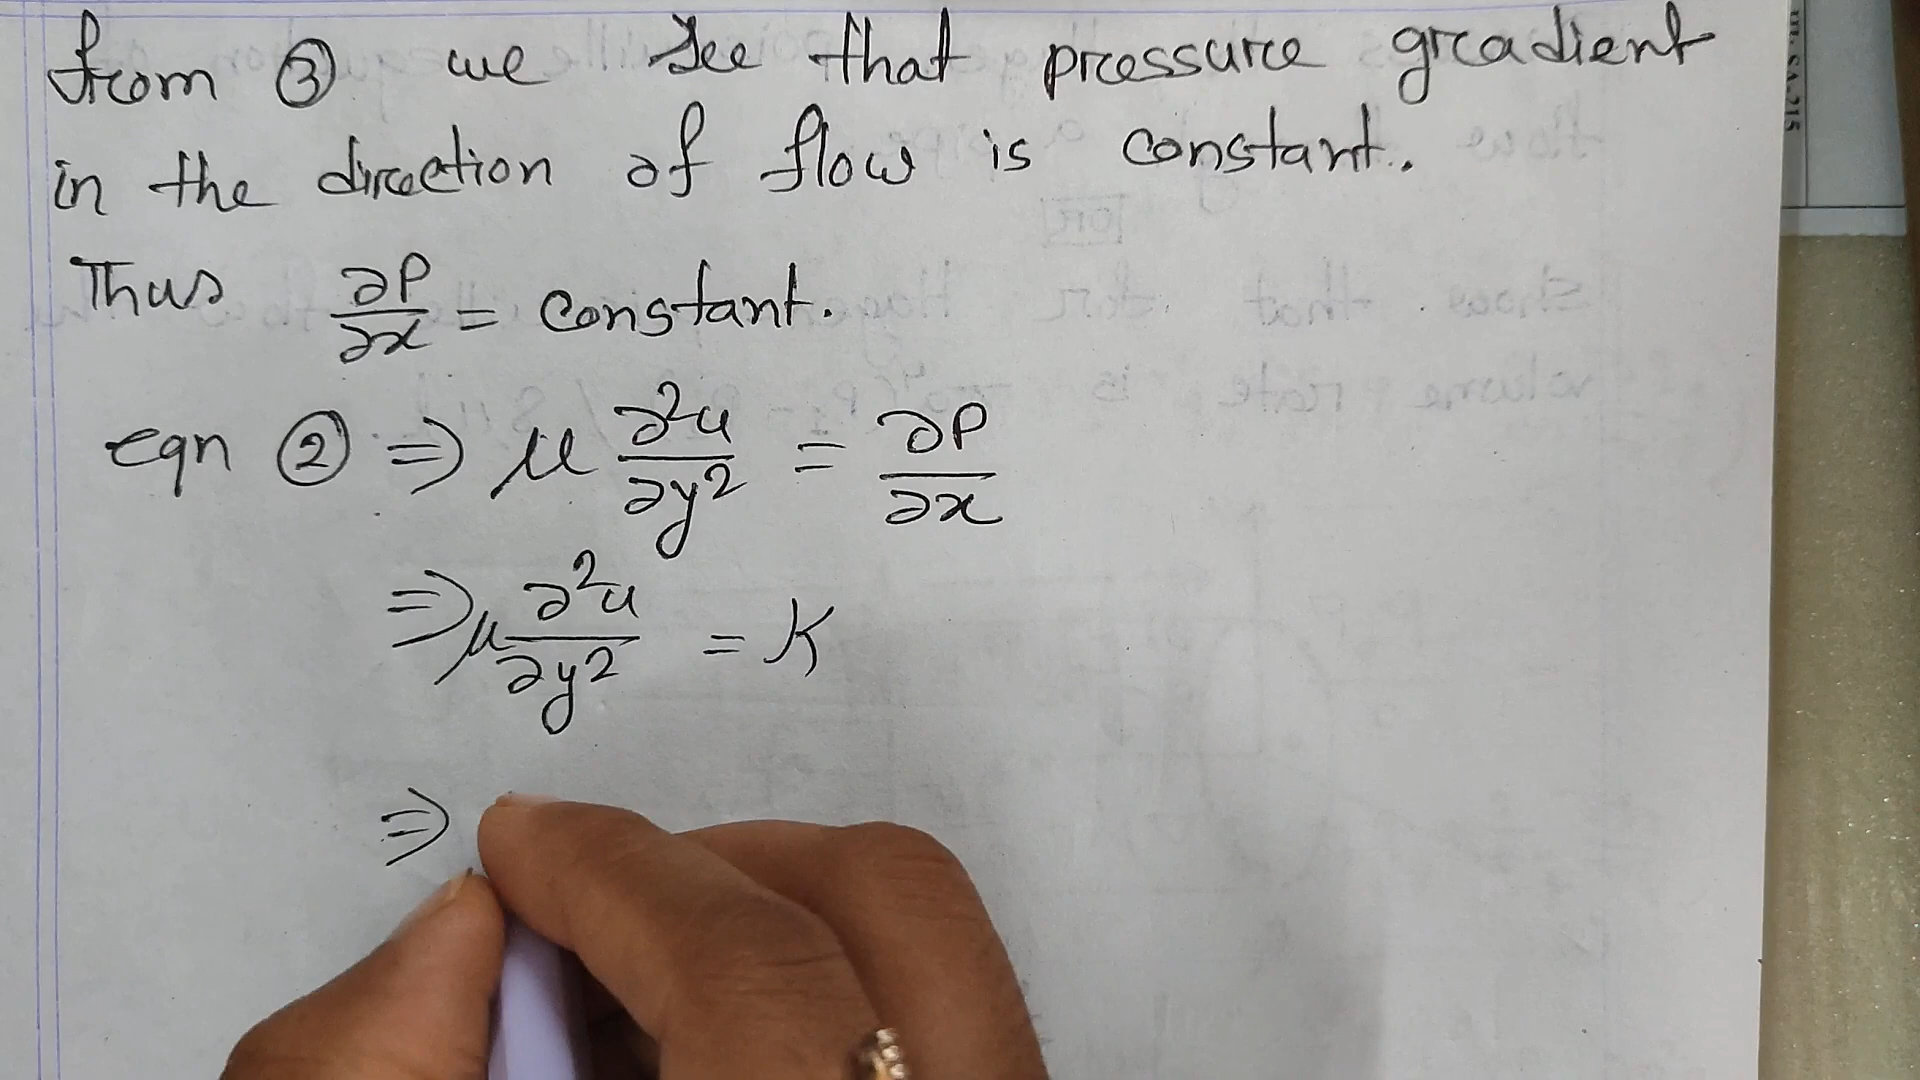 from ③ we see that pressure gradient
in the direction of flow is constant.
Thus ∂P/∂x = constant.
eqn ② ⇒ μ ∂²u/∂y² = ∂P/∂x
⇒ μ ∂²u/∂y² = K
⇒